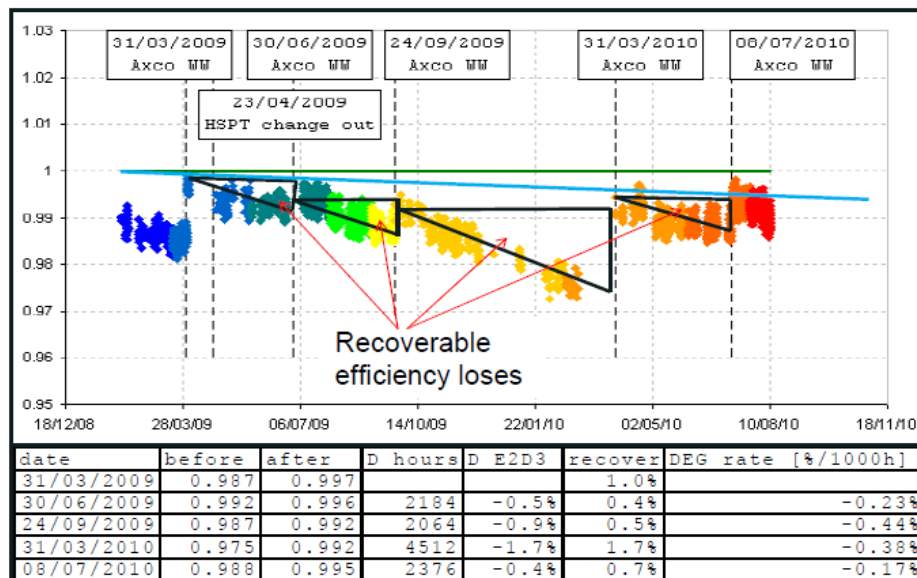 1.03
1.02
1.01
1
0.99
0.98
0.97
0.96
0.95
31/03/2009
Axco WW
30/06/2009
Axco WW
24/09/2009
Axco WW
31/03/2010
Axco WW
08/07/2010
Axco WW
23/04/2009
HSPT change out
Recoverable
efficiency loses
18/12/08 28/03/09 06/07/09 14/10/09 22/01/10 02/05/10 10/08/10 18/11/10
date before after D hours D E2D3 recover DEG rate [%/1000h]
31/03/2009 0.987 0.997 1.0%
30/06/2009 0.992 0.996 2184 -0.5% 0.4% -0.23%
24/09/2009 0.987 0.992 2064 -0.9% 0.5% -0.44%
31/03/2010 0.975 0.992 4512 -1.7% 1.7% -0.38%
08/07/2010 0.988 0.995 2376 -0.4% 0.7% -0.17%